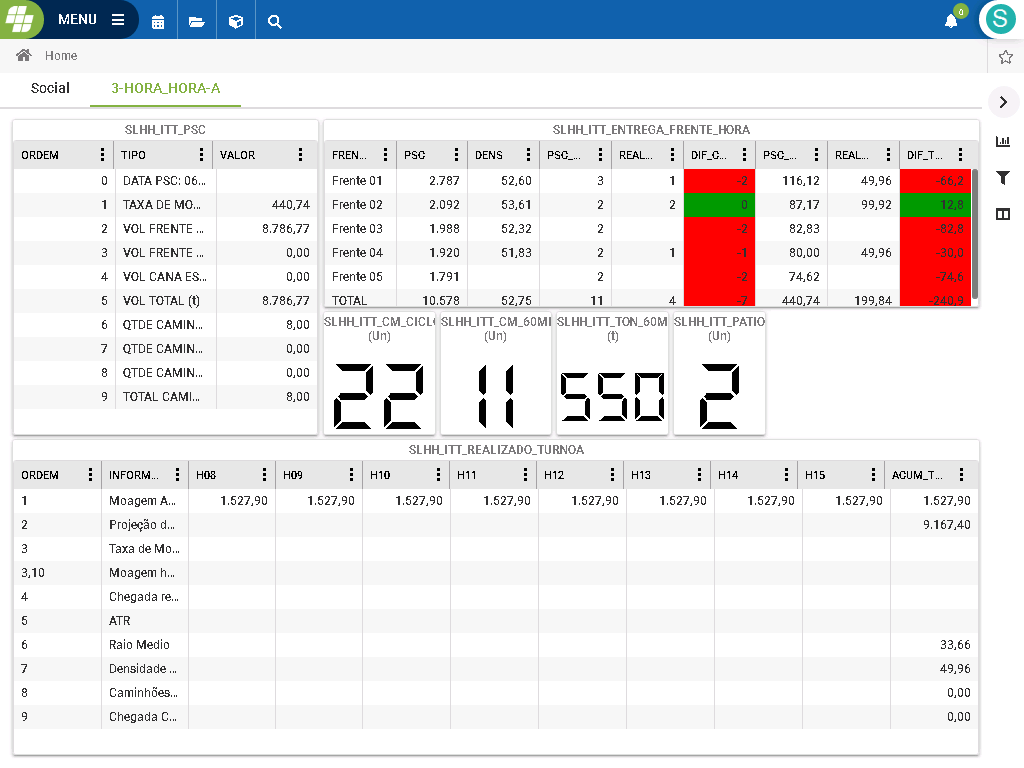 MENU
0
S
Home
Social 3-HORA_HORA-A
SLHH_ITT_PSC
ORDEM TIPO VALOR
0 DATA PSC: 06...
1 TAXA DE MO... 440,74
2 VOL FRENTE ... 8.786,77
3 VOL FRENTE ... 0,00
4 VOL CANA ES... 0,00
5 VOL TOTAL (t) 8.786,77
6 QTDE CAMIN... 8,00
7 QTDE CAMIN... 0,00
8 QTDE CAMIN... 0,00
9 TOTAL CAMI... 8,00
SLHH_ITT_ENTREGA_FRENTE_HORA
FREN... PSC DENS PSC_... REAL... DIF_C... PSC_... REAL... DIF_T...
Frente 01 2.787 52,60 3 1 -2 116,12 49,96 -66,2
Frente 02 2.092 53,61 2 2 0 87,17 99,92 12,8
Frente 03 1.988 52,32 2 -2 82,83 -82,8
Frente 04 1.920 51,83 2 1 -1 80,00 49,96 -30,0
Frente 05 1.791 2 -2 74,62 -74,6
TOTAL 10.578 52,75 11 4 -7 440,74 199,84 -240,9
SLHH_ITT_CM_CICL
(Un)
22
SLHH_ITT_CM_60MI
(Un)
11
SLHH_ITT_TON_60M
(t)
550
SLHH_ITT_PATIO
(Un)
2
SLHH_ITT_REALIZADO_TURNOA
ORDEM INFORM... H08 H09 H10 H11 H12 H13 H14 H15 ACUM_T...
1 Moagem A... 1.527,90 1.527,90 1.527,90 1.527,90 1.527,90 1.527,90 1.527,90 1.527,90 1.527,90
2 Projeção d... 9.167,40
3 Taxa de Mo...
3,10 Moagem h...
4 Chegada re...
5 ATR
6 Raio Medio 33,66
7 Densidade ... 49,96
8 Caminhões... 0,00
9 Chegada C... 0,00